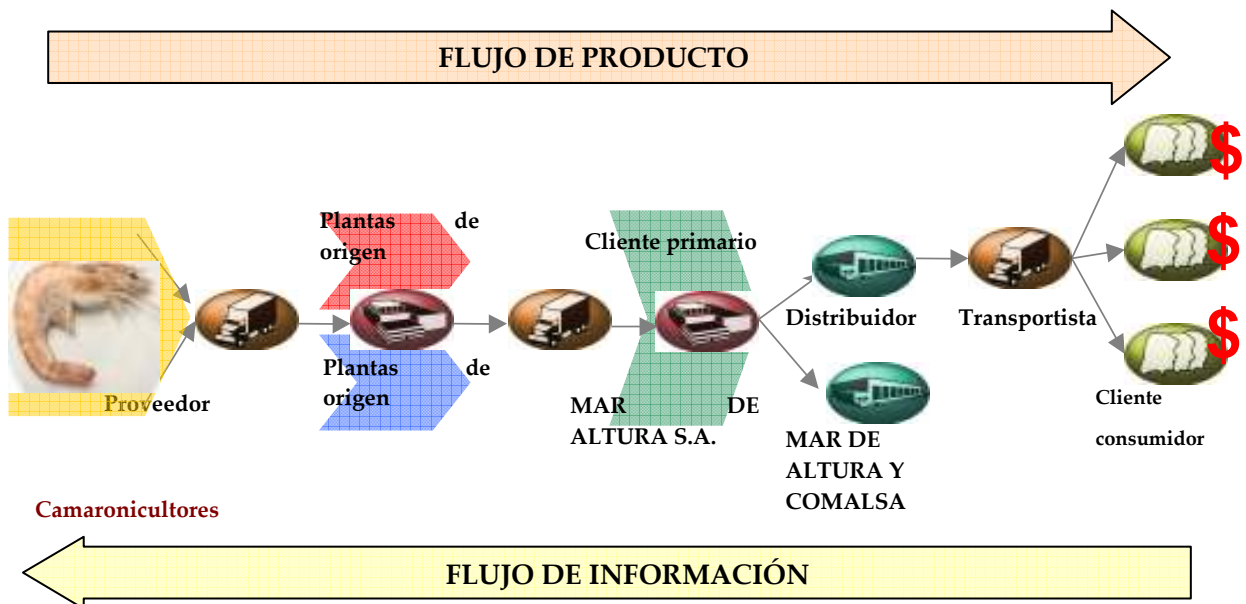 FLUJO DE PRODUCTO
$
$
$
Plantas de
origen
Cliente primario
Proveedor
Plantas de
origen
MAR DE
ALTURA S.A.
Distribuidor
MAR DE
ALTURA Y
COMALSA
Transportista
Cliente
consumidor
Camaronicultores
FLUJO DE INFORMACIÓN